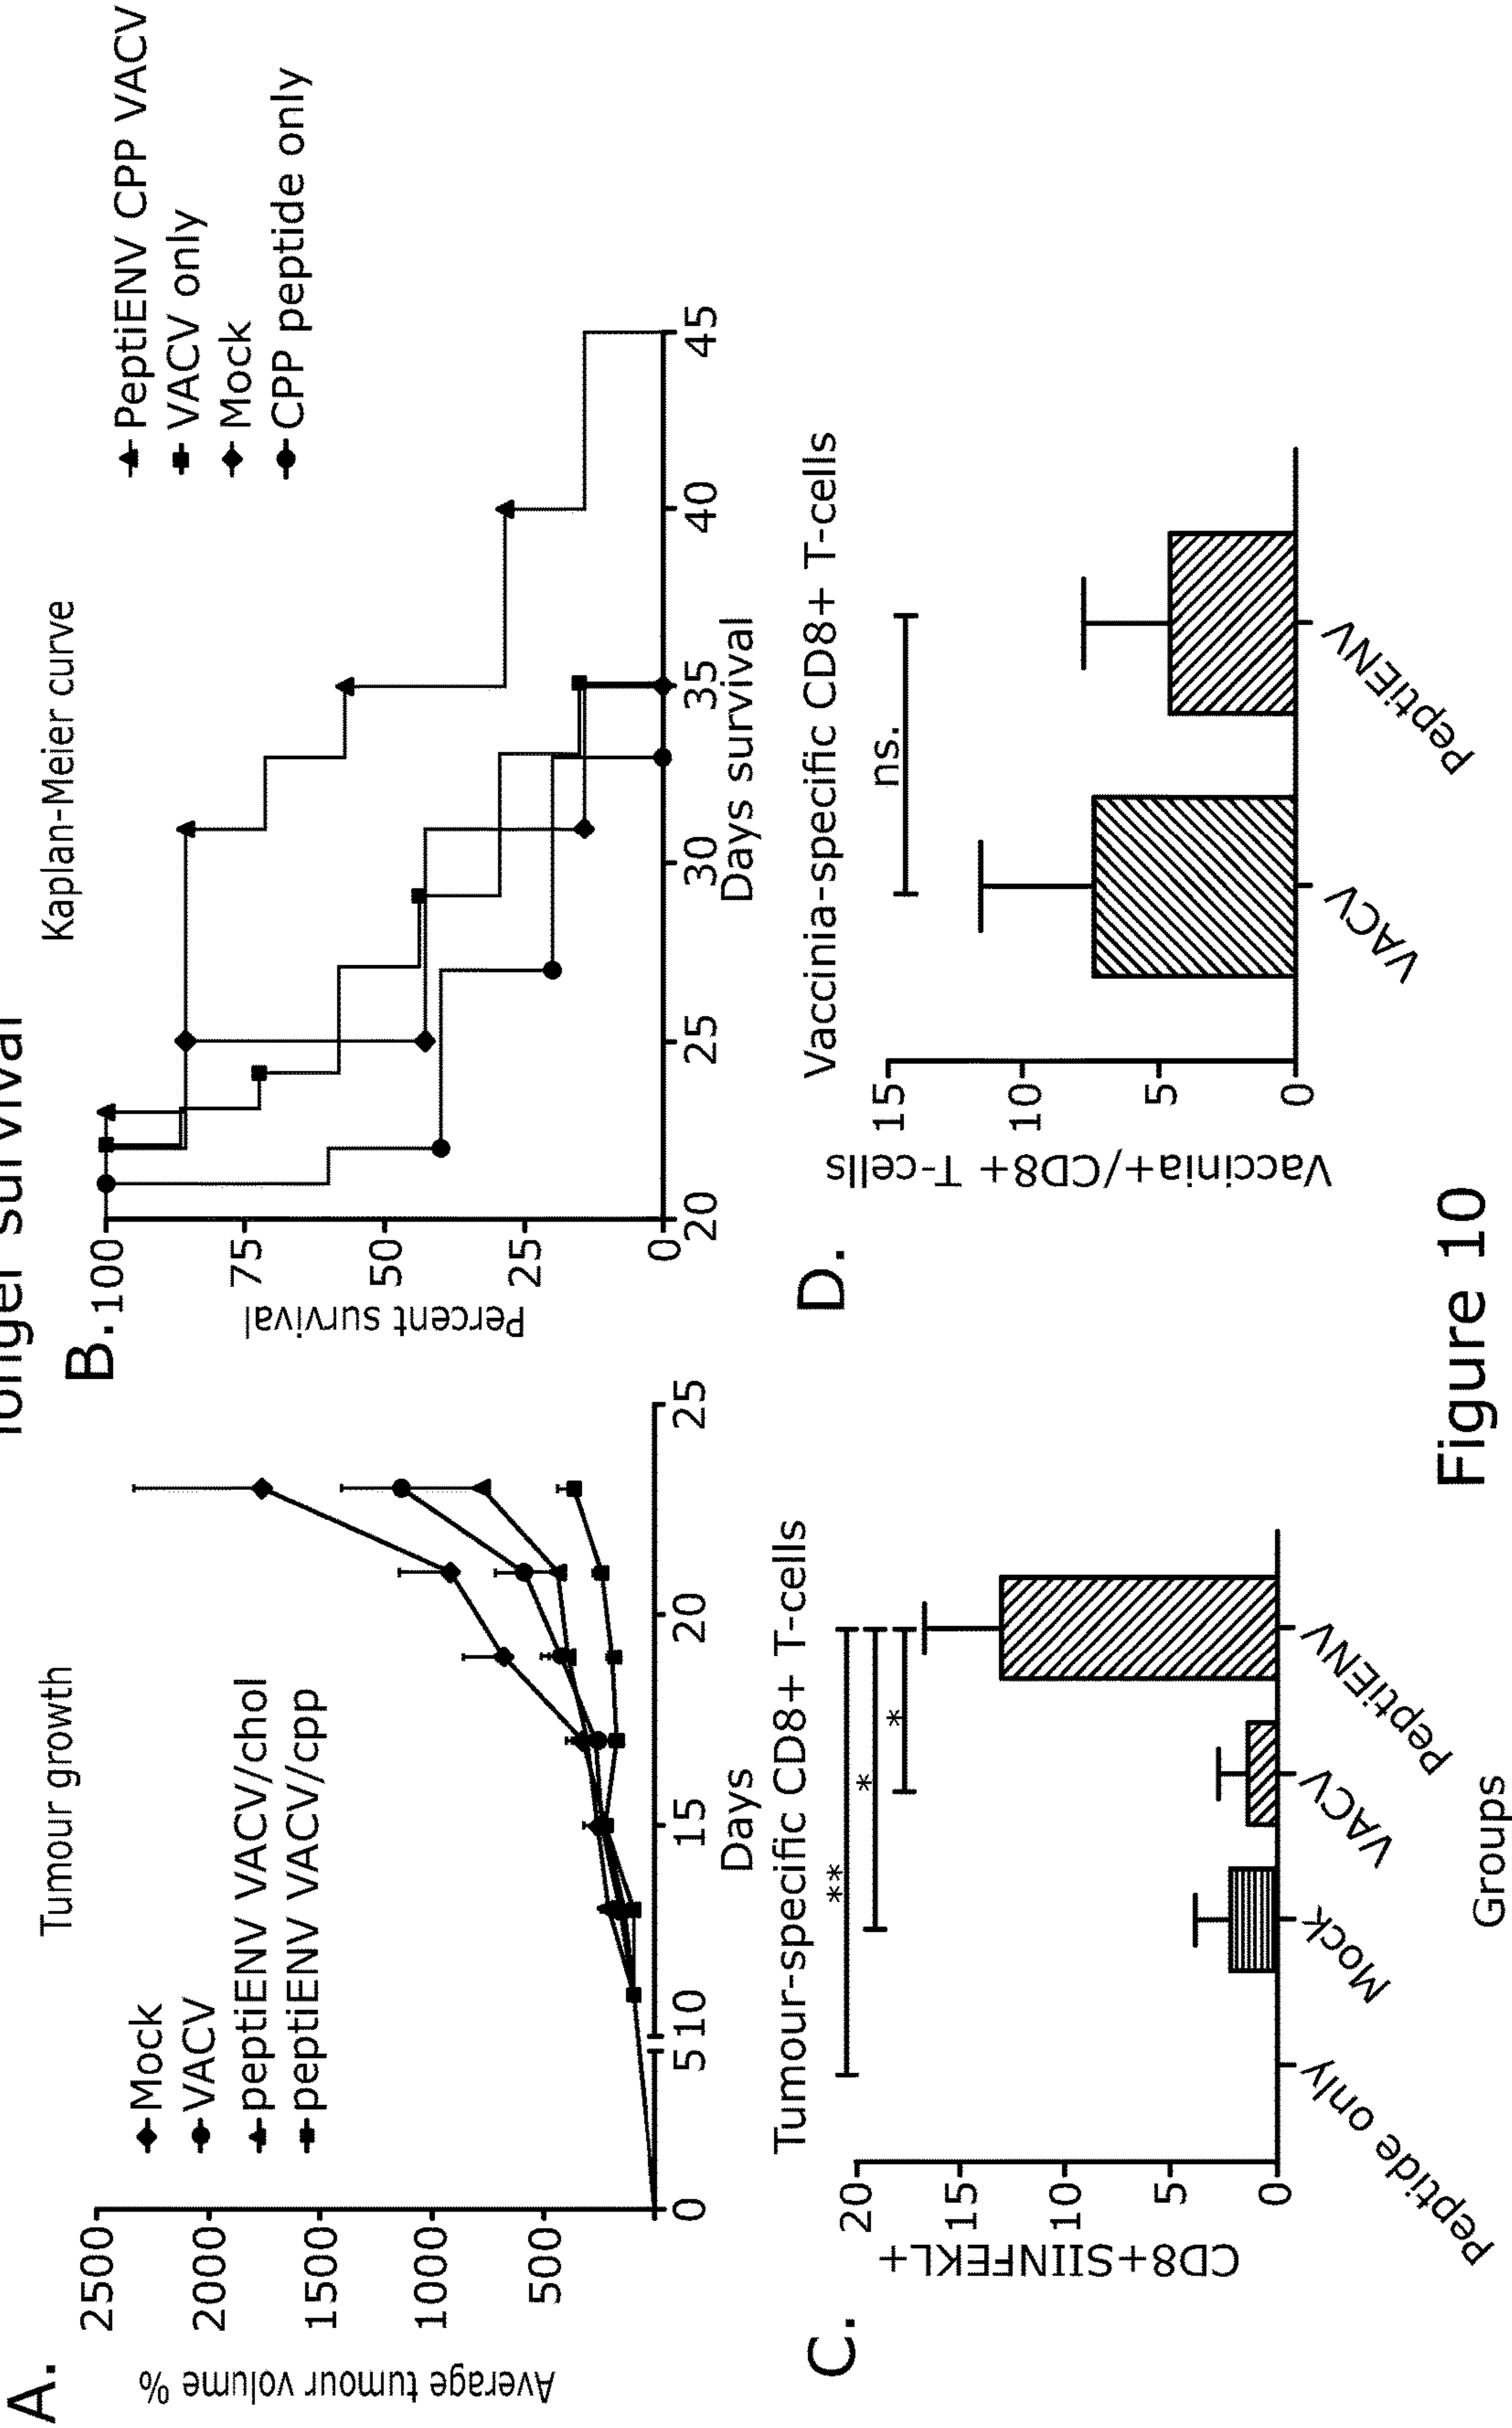 longer survival
A.
Tumour growth
Average tumour volume %
2500
2000
1500
1000
500
Mock
VACV
peptiENV VACV/chol
peptiENV VACV/cpp
0
5
10
15
20
25
Days
B.
Kaplan-Meier curve
Percent survival
100
75
50
25
0
20
25
30
35
40
45
Days survival
PeptiENV CPP VACV
VACV only
Mock
CPP peptide only
C.
Tumour-specific CD8+ T-cells
CD8+SIINFEKL+
20
15
10
5
0
**
*
*
Peptide only
Mock
VACV
PeptiENV
Groups
D.
Vaccinia-specific CD8+ T-cells
Vaccinia+/CD8+ T-cells
15
10
5
0
ns.
VACV
PeptiENV
Figure 10